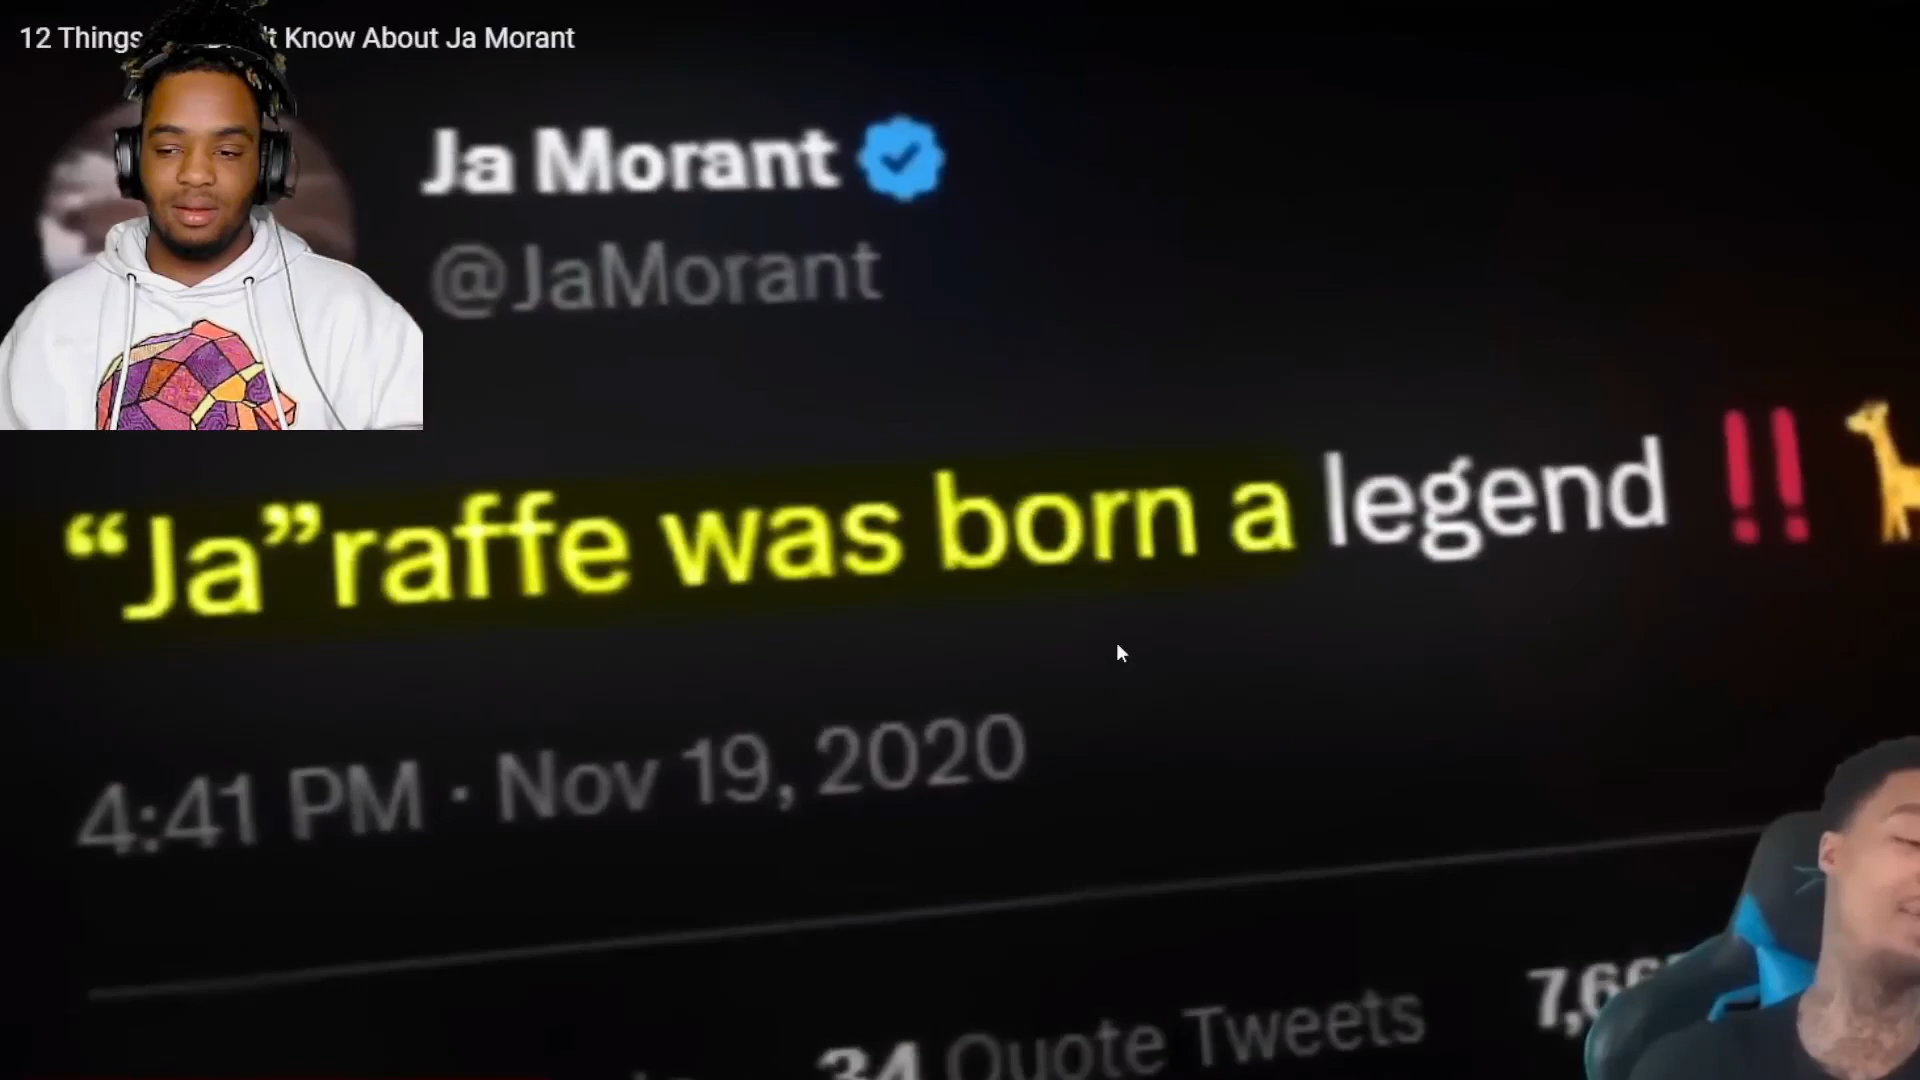 12 Things Know About Ja Morant
Ja Morant
@JaMorant
“Ja”raffe was born a legend ‼️ 🦒
4:41 PM · Nov 19, 2020
34 Quote Tweets